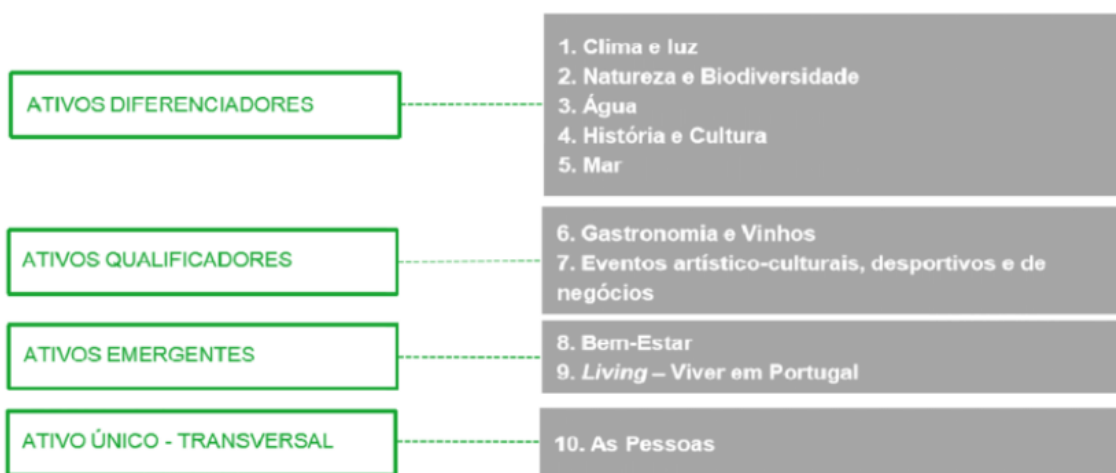 ATIVOS DIFERENCIADORES
1. Clima e luz
2. Natureza e Biodiversidade
3. Água
4. História e Cultura
5. Mar
ATIVOS QUALIFICADORES
6. Gastronomia e Vinhos
7. Eventos artístico-culturais, desportivos e de
negócios
ATIVOS EMERGENTES
8. Bem-Estar
9. Living – Viver em Portugal
ATIVO ÚNICO - TRANSVERSAL
10. As Pessoas